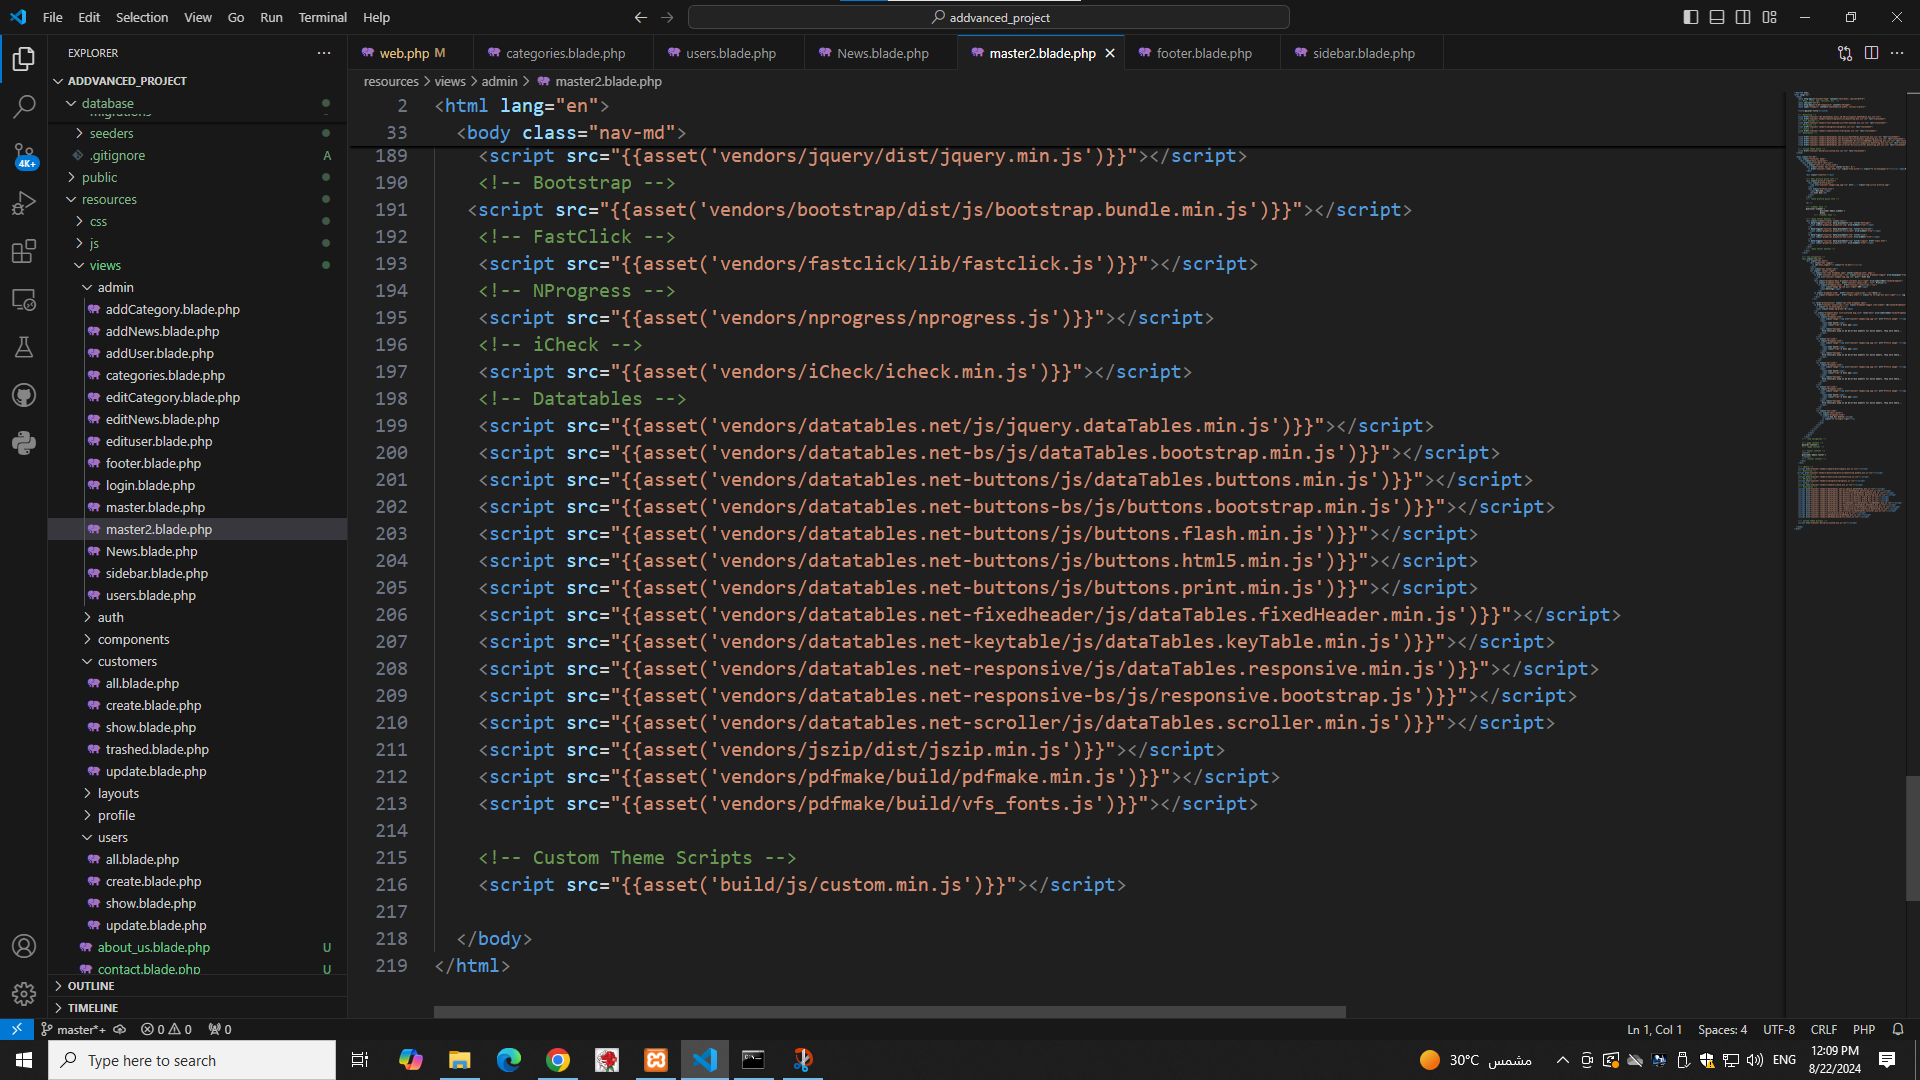 File Edit Selection View Go Run Terminal Help
addvanced_project
EXPLORER
ADDVANCED_PROJECT
database
migrations
seeders
.gitignore A
public
resources
css
js
views
admin
addCategory.blade.php
addNews.blade.php
addUser.blade.php
categories.blade.php
editCategory.blade.php
editNews.blade.php
edituser.blade.php
footer.blade.php
login.blade.php
master.blade.php
master2.blade.php
News.blade.php
sidebar.blade.php
users.blade.php
auth
components
customers
all.blade.php
create.blade.php
show.blade.php
trashed.blade.php
update.blade.php
layouts
profile
users
all.blade.php
create.blade.php
show.blade.php
update.blade.php
about_us.blade.php U
contact.blade.php U
OUTLINE
TIMELINE
4K+
web.php M categories.blade.php users.blade.php News.blade.php master2.blade.php footer.blade.php sidebar.blade.php
resources > views > admin > master2.blade.php
2 <html lang="en">
33 <body class="nav-md">
189 <script src="{{asset('vendors/jquery/dist/jquery.min.js')}}"></script>
190 <!-- Bootstrap -->
191 <script src="{{asset('vendors/bootstrap/dist/js/bootstrap.bundle.min.js')}}"></script>
192 <!-- FastClick -->
193 <script src="{{asset('vendors/fastclick/lib/fastclick.js')}}"></script>
194 <!-- NProgress -->
195 <script src="{{asset('vendors/nprogress/nprogress.js')}}"></script>
196 <!-- iCheck -->
197 <script src="{{asset('vendors/iCheck/icheck.min.js')}}"></script>
198 <!-- Datatables -->
199 <script src="{{asset('vendors/datatables.net/js/jquery.dataTables.min.js')}}"></script>
200 <script src="{{asset('vendors/datatables.net-bs/js/dataTables.bootstrap.min.js')}}"></script>
201 <script src="{{asset('vendors/datatables.net-buttons/js/dataTables.buttons.min.js')}}"></script>
202 <script src="{{asset('vendors/datatables.net-buttons-bs/js/buttons.bootstrap.min.js')}}"></script>
203 <script src="{{asset('vendors/datatables.net-buttons/js/buttons.flash.min.js')}}"></script>
204 <script src="{{asset('vendors/datatables.net-buttons/js/buttons.html5.min.js')}}"></script>
205 <script src="{{asset('vendors/datatables.net-buttons/js/buttons.print.min.js')}}"></script>
206 <script src="{{asset('vendors/datatables.net-fixedheader/js/dataTables.fixedHeader.min.js')}}"></script>
207 <script src="{{asset('vendors/datatables.net-keytable/js/dataTables.keyTable.min.js')}}"></script>
208 <script src="{{asset('vendors/datatables.net-responsive/js/dataTables.responsive.min.js')}}"></script>
209 <script src="{{asset('vendors/datatables.net-responsive-bs/js/responsive.bootstrap.js')}}"></script>
210 <script src="{{asset('vendors/datatables.net-scroller/js/dataTables.scroller.min.js')}}"></script>
211 <script src="{{asset('vendors/jszip/dist/jszip.min.js')}}"></script>
212 <script src="{{asset('vendors/pdfmake/build/pdfmake.min.js')}}"></script>
213 <script src="{{asset('vendors/pdfmake/build/vfs_fonts.js')}}"></script>
214
215 <!-- Custom Theme Scripts -->
216 <script src="{{asset('build/js/custom.min.js')}}"></script>
217
218 </body>
219 </html>
master*+ 0 0 0 Ln 1, Col 1 Spaces: 4 UTF-8 CRLF PHP
Type here to search
30°C مشمس
ENG
12:09 PM
8/22/2024